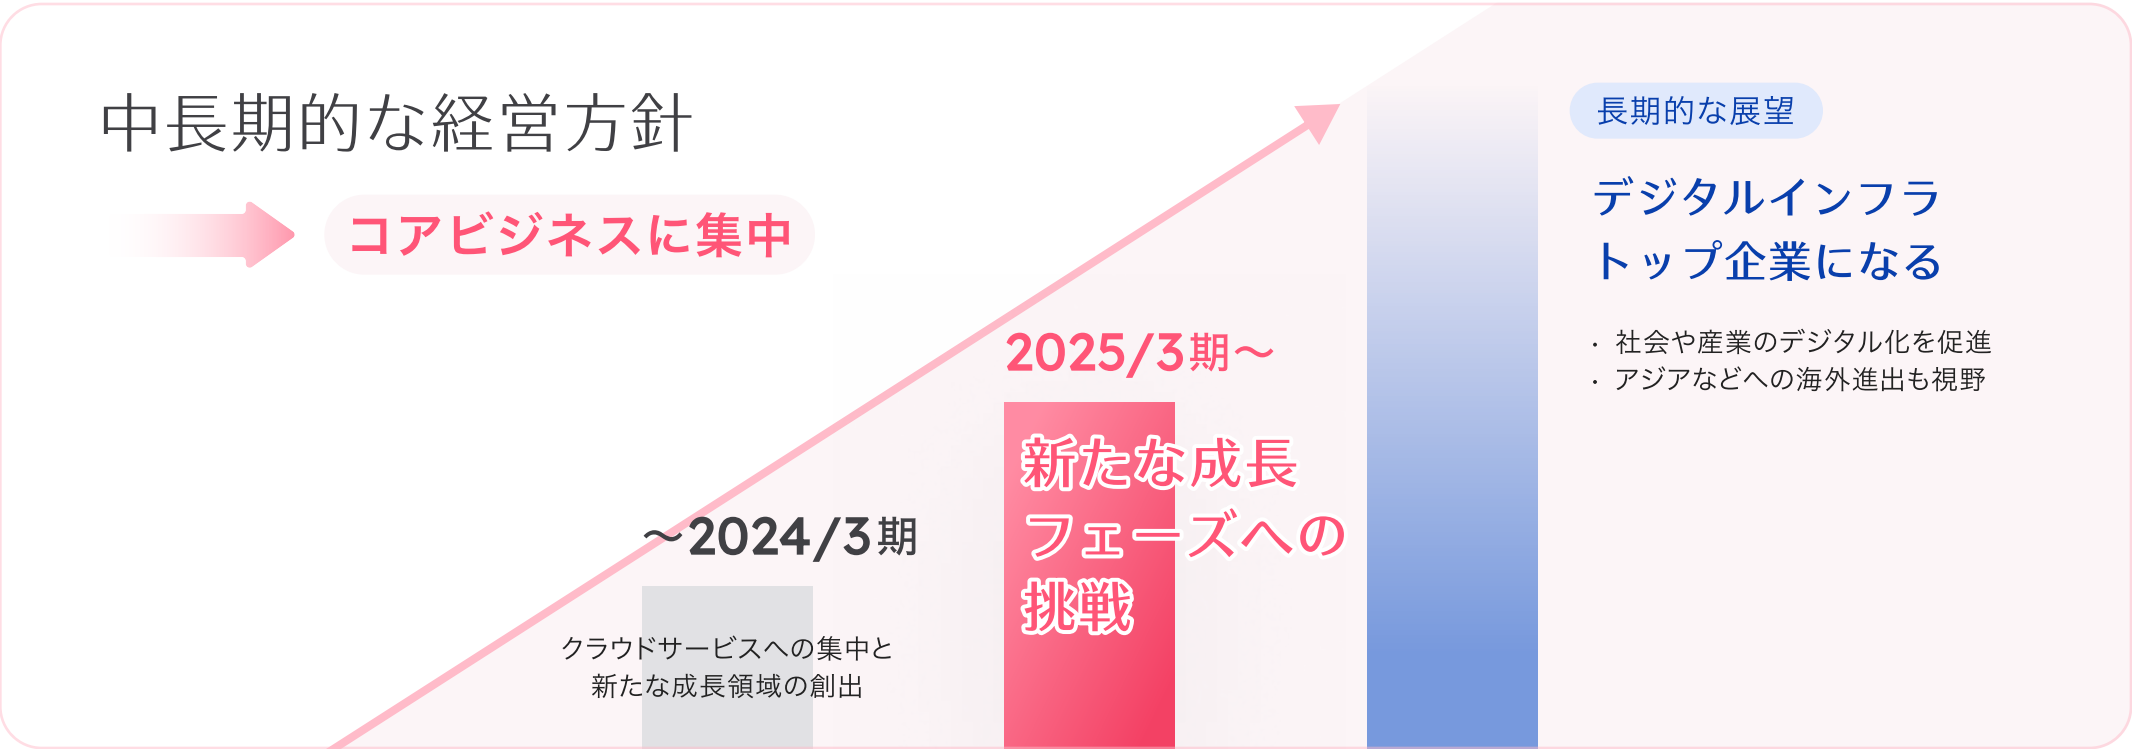 中長期的な経営方針
コアビジネスに集中
～2024/3期
クラウドサービスへの集中と
新たな成長領域の創出
2025/3期～
新たな成長
フェーズへの
挑戦
長期的な展望
デジタルインフラ
トップ企業になる
・ 社会や産業のデジタル化を促進
・ アジアなどへの海外進出も視野